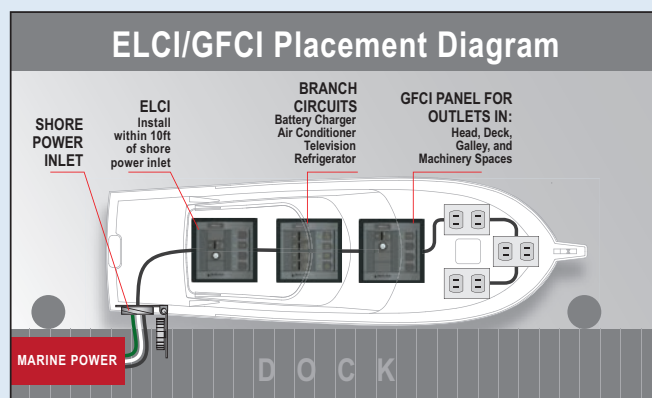 ELCI/GFCI Placement Diagram
SHORE
POWER
INLET
ELCI
Install
within 10ft
of shore
power inlet
BRANCH
CIRCUITS
Battery Charger
Air Conditioner
Television
Refrigerator
GFCI PANEL FOR
OUTLETS IN:
Head, Deck,
Galley, and
Machinery Spaces
MARINE POWER
DOCK